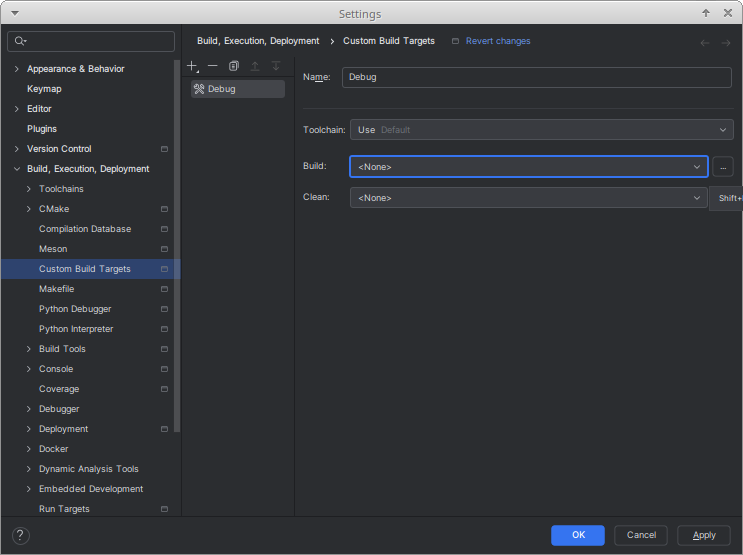 Settings
Build, Execution, Deployment › Custom Build Targets Revert changes
Appearance & Behavior
Keymap
Editor
Plugins
Version Control
Build, Execution, Deployment
Toolchains
CMake
Compilation Database
Meson
Custom Build Targets
Makefile
Python Debugger
Python Interpreter
Build Tools
Console
Coverage
Debugger
Deployment
Docker
Dynamic Analysis Tools
Embedded Development
Run Targets
Debug
Name: Debug
Toolchain: Use Default
Build: <None> ...
Clean: <None>
Shift+
?
OK Cancel Apply